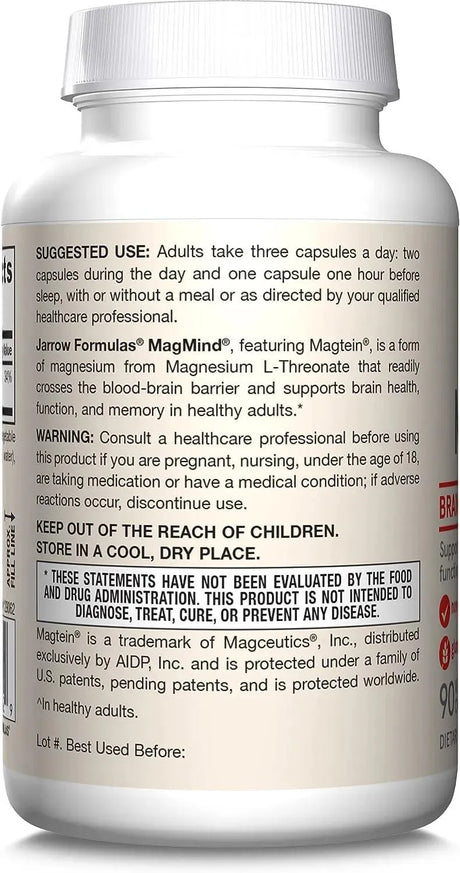 SUGGESTED USE: Adults take three capsules a day: two
capsules during the day and one capsule one hour before
sleep, with or without a meal or as directed by your qualified
healthcare professional.
Jarrow Formulas® MagMind®, featuring Magtein®, is a form
of magnesium from Magnesium L-Threonate that readily
crosses the blood-brain barrier and supports brain health,
function, and memory in healthy adults.*
WARNING: Consult a healthcare professional before using
this product if you are pregnant, nursing, under the age of 18,
are taking medication or have a medical condition; if adverse
reactions occur, discontinue use.
KEEP OUT OF THE REACH OF CHILDREN.
STORE IN A COOL, DRY PLACE.
* THESE STATEMENTS HAVE NOT BEEN EVALUATED BY THE FOOD
AND DRUG ADMINISTRATION. THIS PRODUCT IS NOT INTENDED TO
DIAGNOSE, TREAT, CURE, OR PREVENT ANY DISEASE.
Magtein® is a trademark of Magceutics®, Inc., distributed
exclusively by AIDP, Inc. and is protected under a family of
U.S. patents, pending patents, and is protected worldwide.
^In healthy adults.
Lot #. Best Used Before:
APPROX.
FILL LINE
90